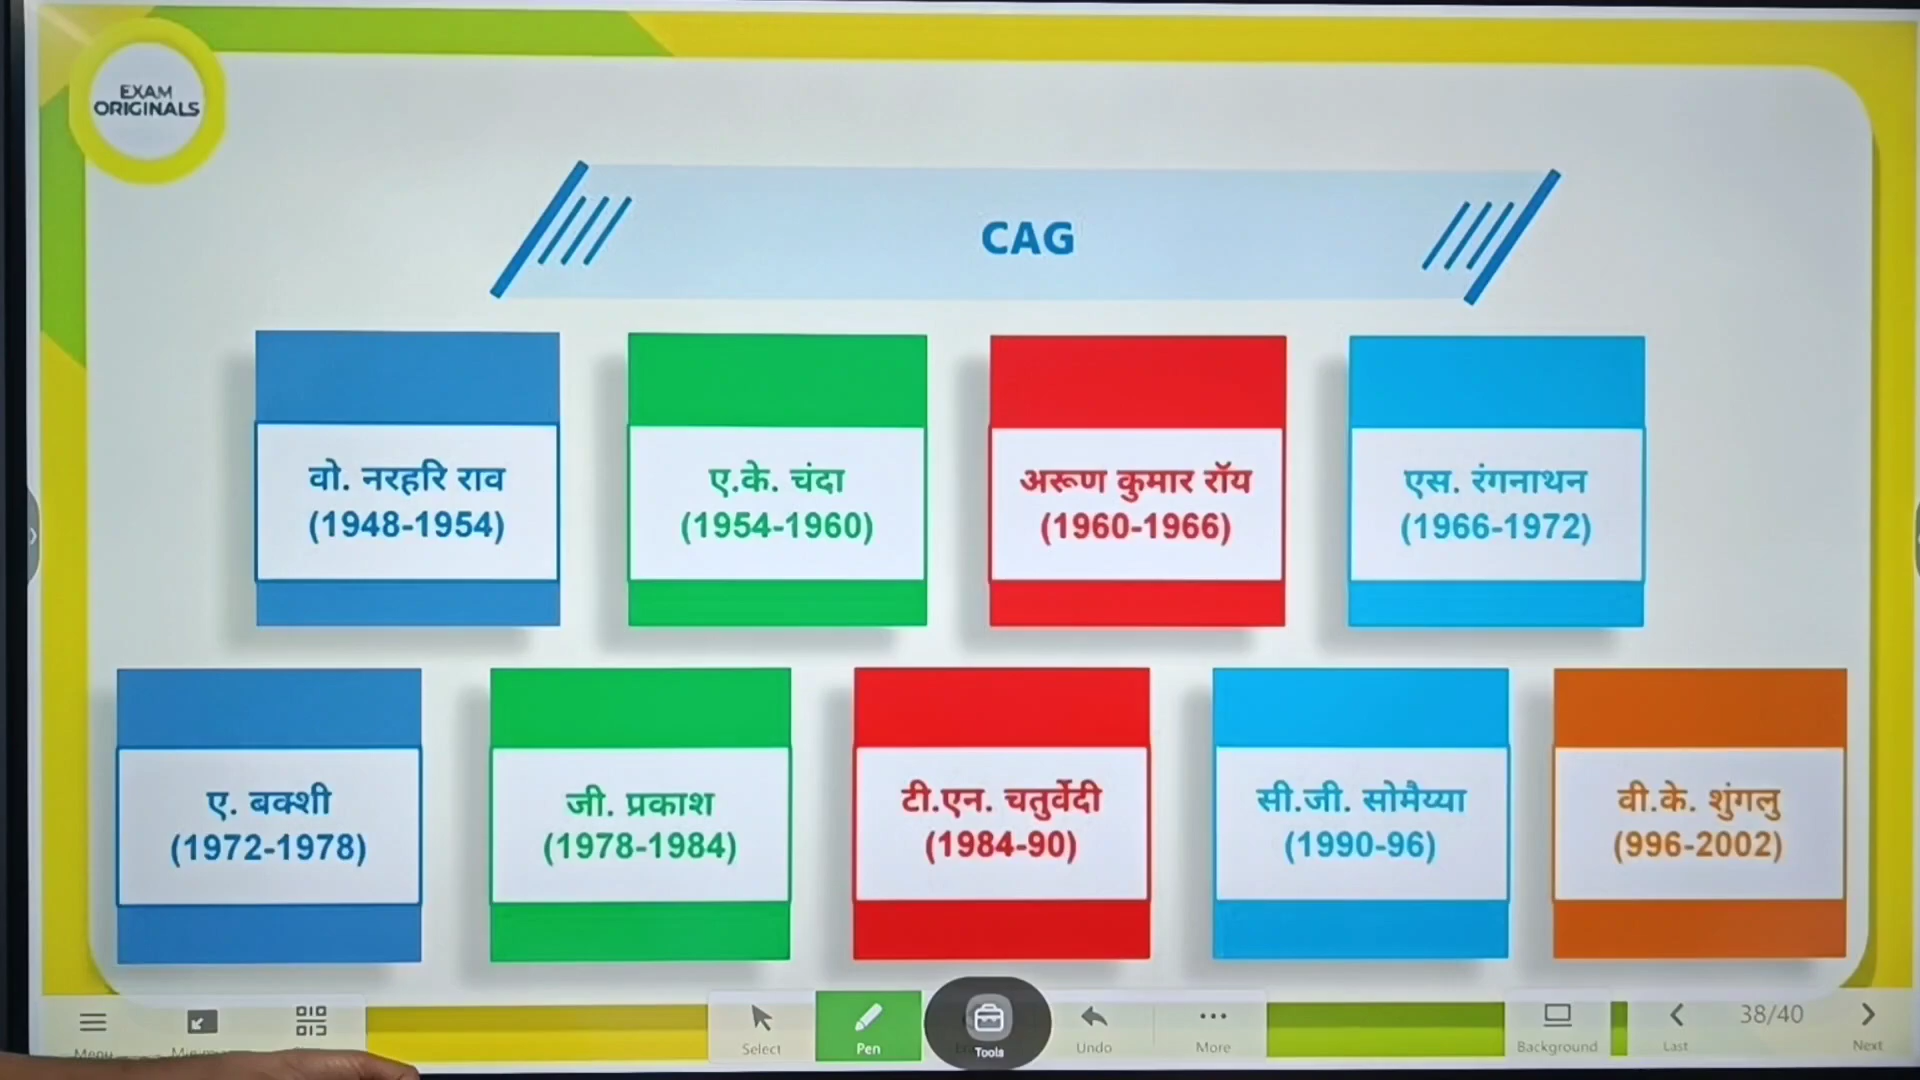 EXAM
ORIGINALS
CAG
वो. नरहरि राव
(1948-1954)
ए.के. चंदा
(1954-1960)
अरूण कुमार रॉय
(1960-1966)
एस. रंगनाथन
(1966-1972)
ए. बक्शी
(1972-1978)
जी. प्रकाश
(1978-1984)
टी.एन. चतुर्वेदी
(1984-90)
सी.जी. सोमैय्या
(1990-96)
वी.के. शुंगलु
(996-2002)
Menu
Select
Pen
Tools
Undo
More
Background
Last
38/40
Next